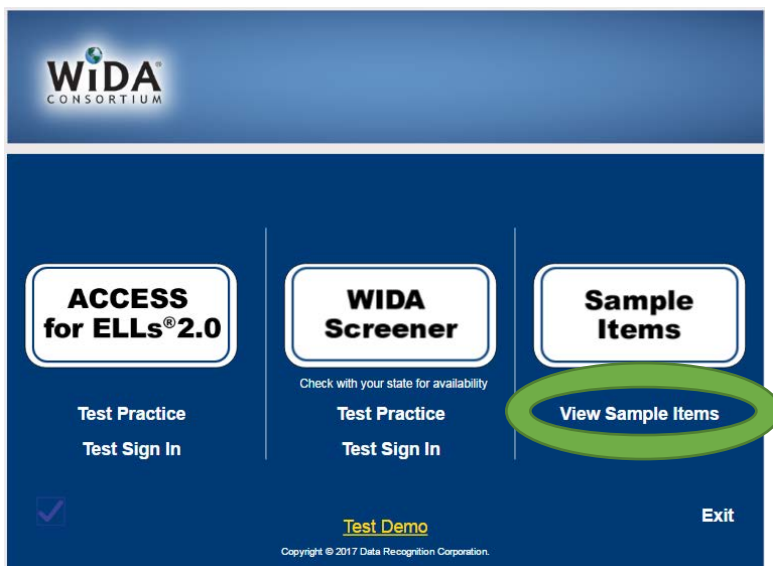 WIDA®
CONSORTIUM
ACCESS
for ELLs®2.0
Test Practice
Test Sign In
WIDA
Screener
Check with your state for availability
Test Practice
Test Sign In
Sample
Items
View Sample Items
Test Demo
Exit
Copyright © 2017 Data Recognition Corporation.